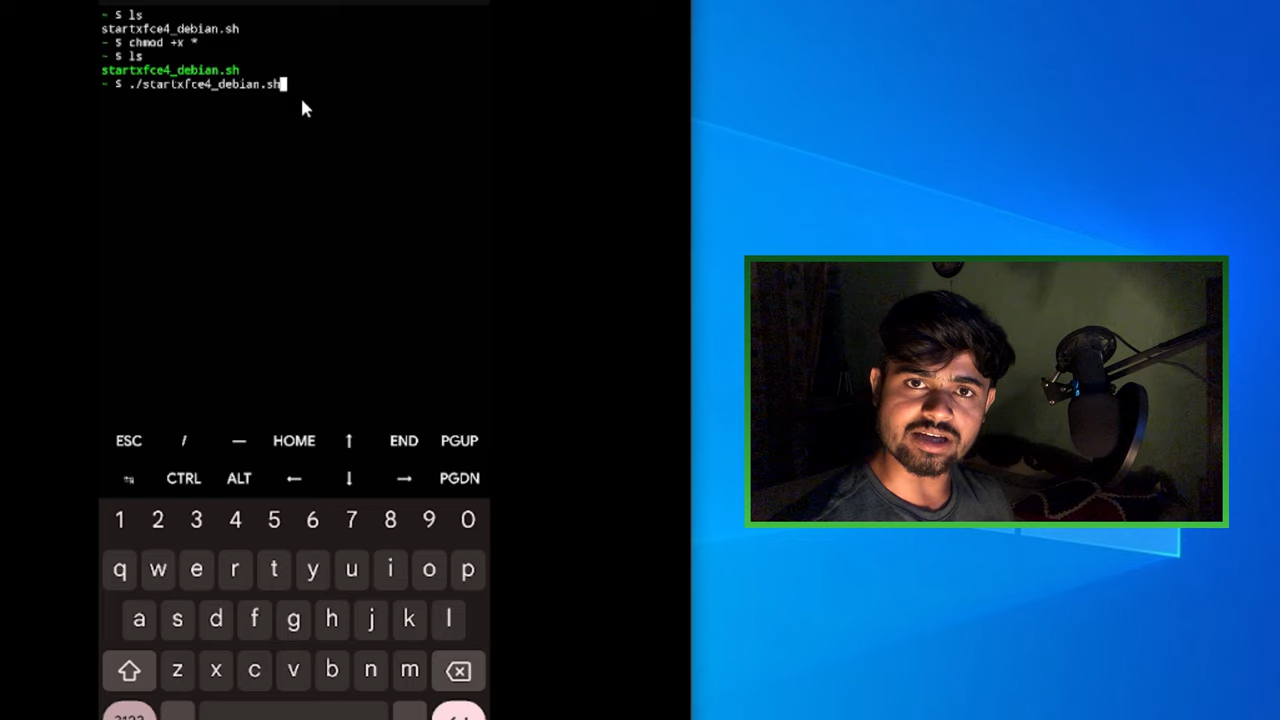 ~ $ ls
startxfce4_debian.sh
~ $ chmod +x *
~ $ ls
startxfce4_debian.sh
~ $ ./startxfce4_debian.sh
ESC / — HOME ↑ END PGUP
↹ CTRL ALT ← ↓ → PGDN
1 2 3 4 5 6 7 8 9 0
q w e r t y u i o p
a s d f g h j k l
z x c v b n m